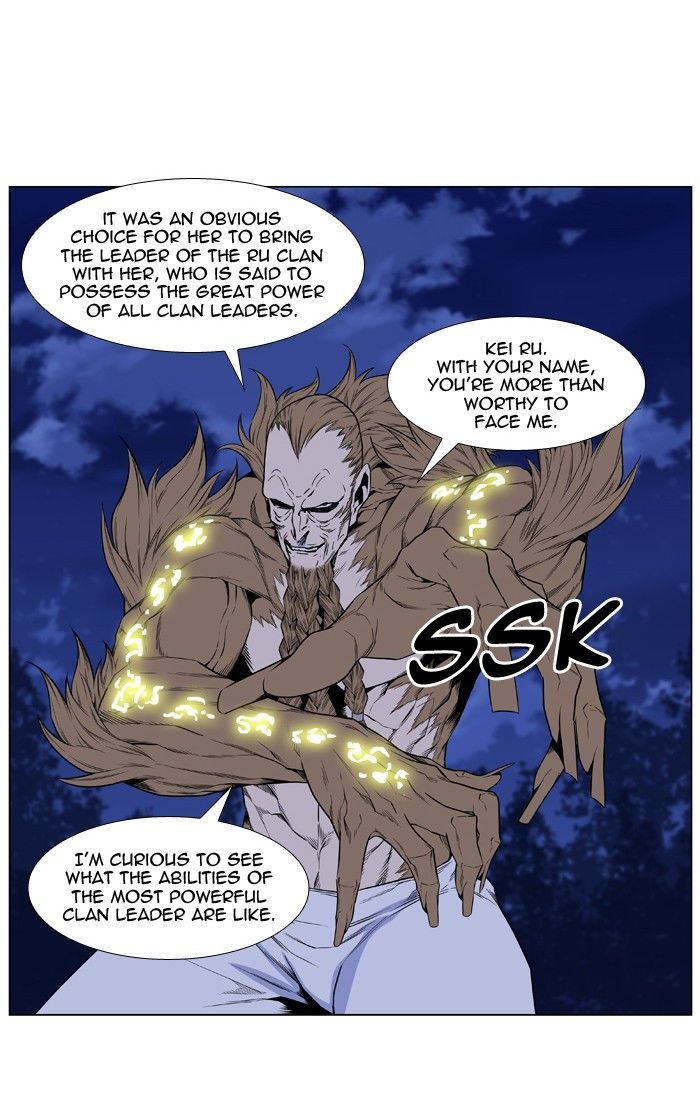 IT WAS AN OBVIOUS
CHOICE FOR HER TO BRING
THE LEADER OF THE RU CLAN
WITH HER, WHO IS SAID TO
POSSESS THE GREAT POWER
OF ALL CLAN LEADERS.
KEI RU.
WITH YOUR NAME,
YOU'RE MORE THAN
WORTHY TO
FACE ME.
SSK
I'M CURIOUS TO SEE
WHAT THE ABILITIES OF
THE MOST POWERFUL
CLAN LEADER ARE LIKE.